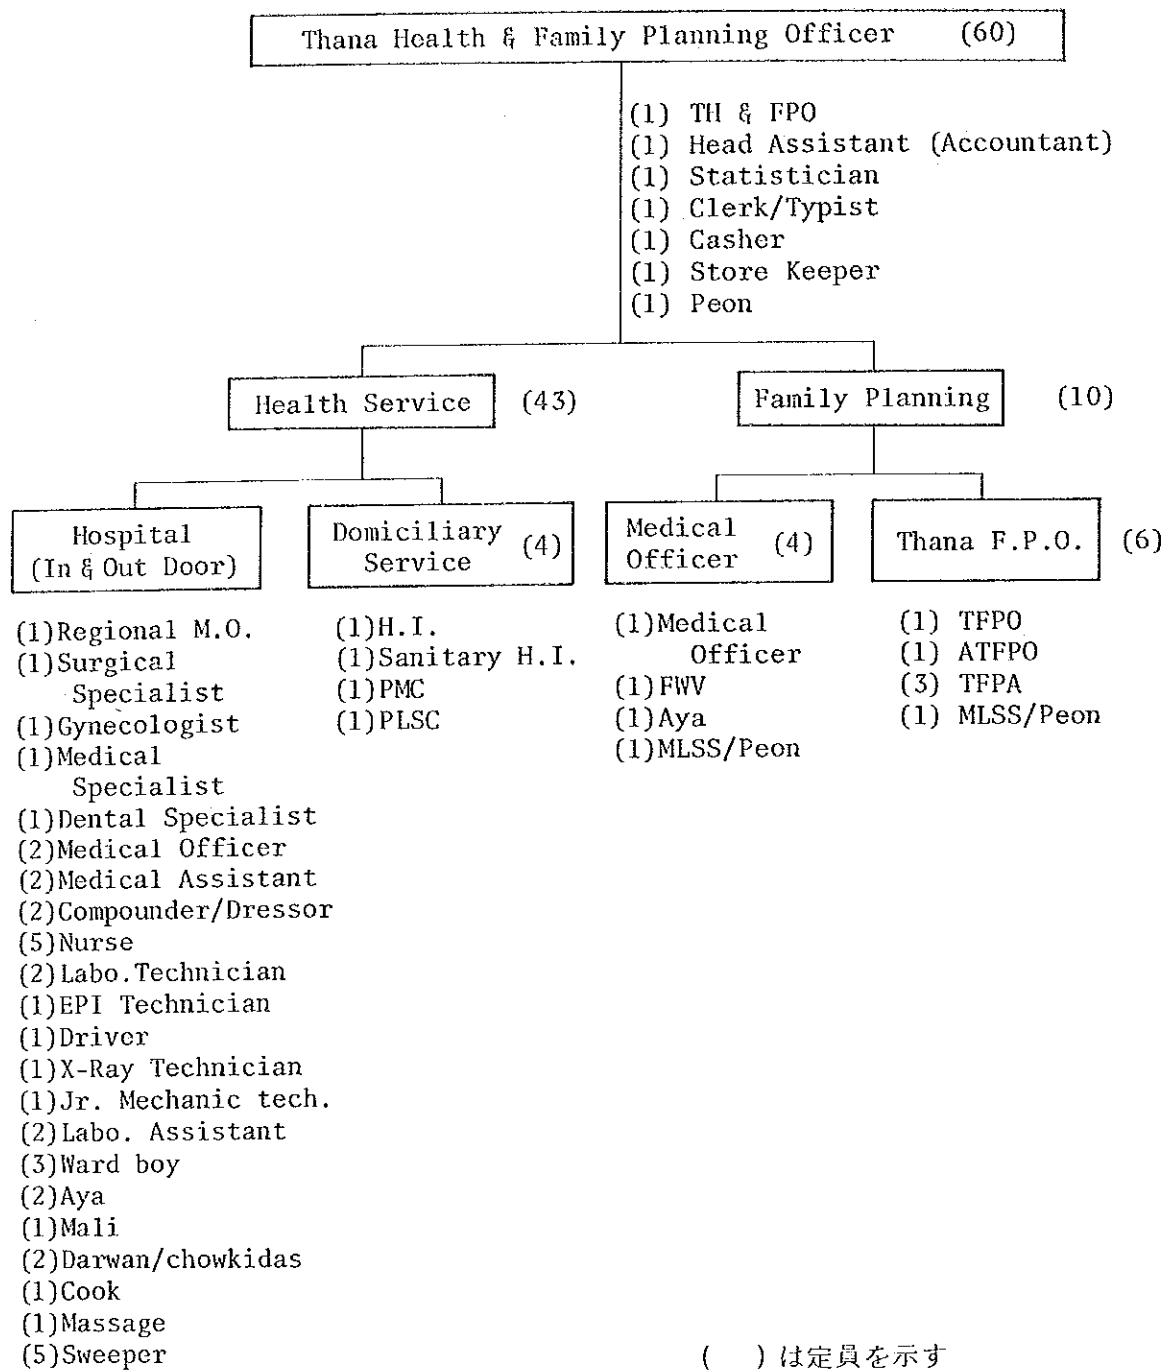 Thana Health & Family Planning Officer (60)
(1) TH & FPO
(1) Head Assistant (Accountant)
(1) Statistician
(1) Clerk/Typist
(1) Casher
(1) Store Keeper
(1) Peon
Health Service (43)
Family Planning (10)
Hospital
(In & Out Door)
(1)Regional M.O.
(1)Surgical
Specialist
(1)Gynecologist
(1)Medical
Specialist
(1)Dental Specialist
(2)Medical Officer
(2)Medical Assistant
(2)Compounder/Dressor
(5)Nurse
(2)Labo.Technician
(1)EPI Technician
(1)Driver
(1)X-Ray Technician
(1)Jr. Mechanic tech.
(2)Labo. Assistant
(3)Ward boy
(2)Aya
(1)Mali
(2)Darwan/chowkidas
(1)Cook
(1)Massage
(5)Sweeper
Domiciliary
Service (4)
(1)H.I.
(1)Sanitary H.I.
(1)PMC
(1)PLSC
Medical
Officer (4)
(1)Medical
Officer
(1)FWV
(1)Aya
(1)MLSS/Peon
Thana F.P.O. (6)
(1) TFPO
(1) ATFPO
(3) TFPA
(1) MLSS/Peon
( )は定員を示す